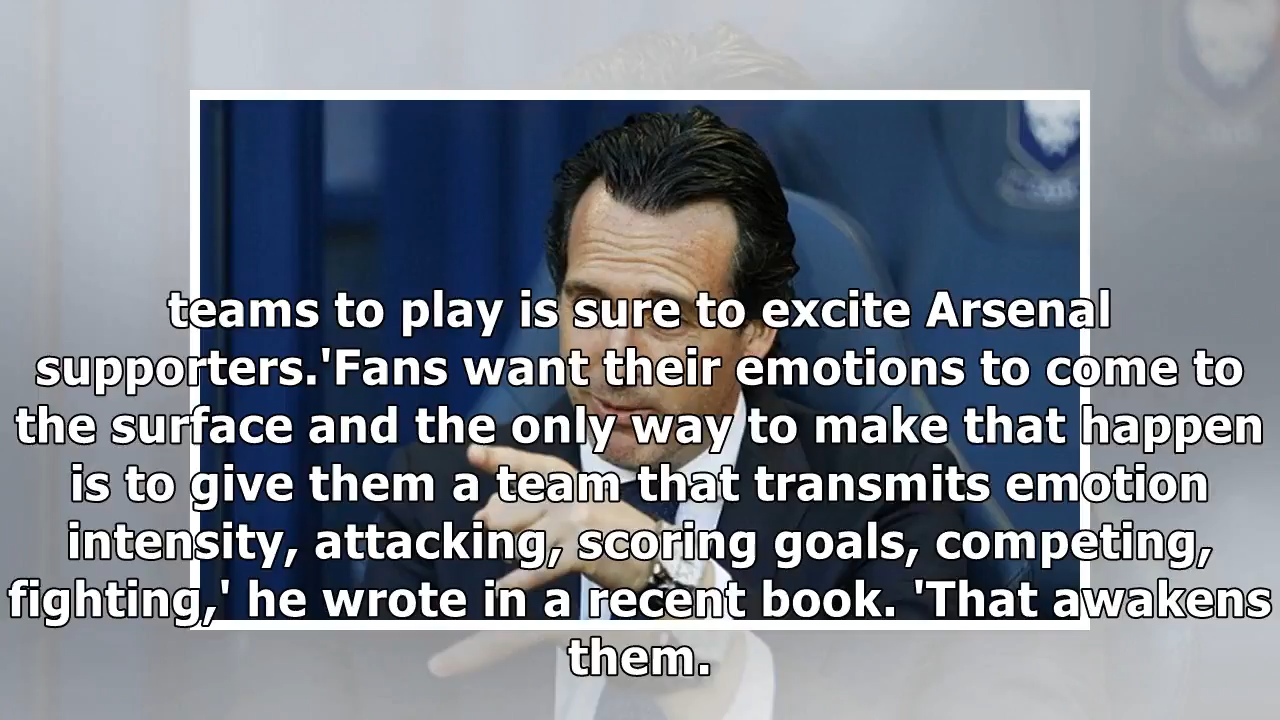 teams to play is sure to excite Arsenal
supporters.'Fans want their emotions to come to
the surface and the only way to make that happen
is to give them a team that transmits emotion
intensity, attacking, scoring goals, competing,
fighting,' he wrote in a recent book. 'That awakens
them.